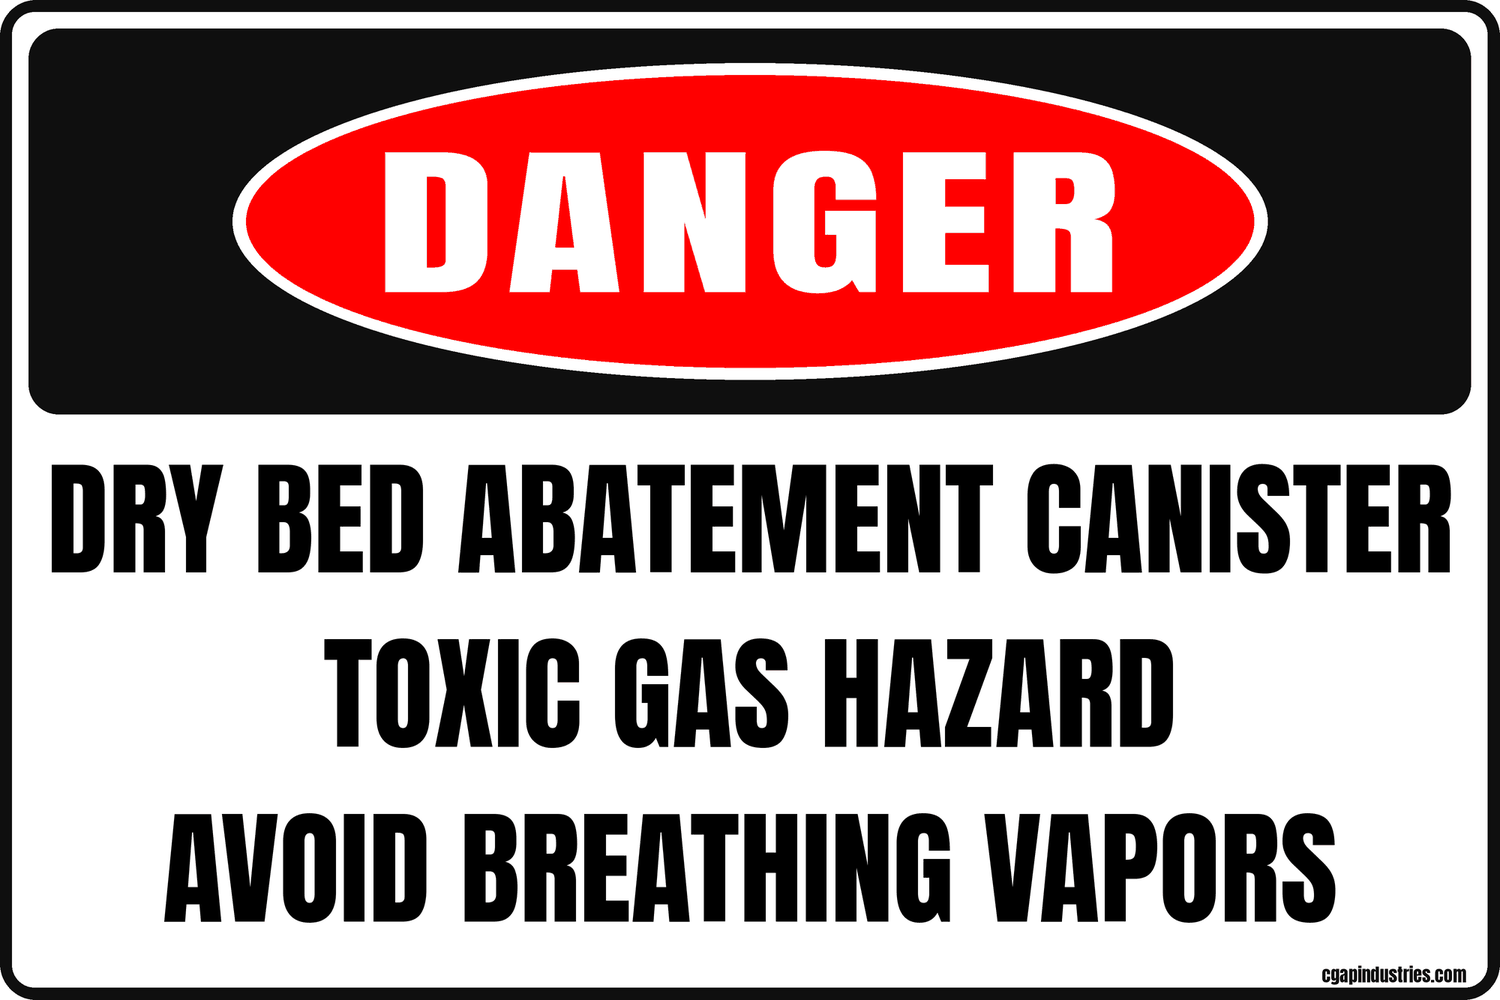 DANGER
DRY BED ABATEMENT CANISTER
TOXIC GAS HAZARD
AVOID BREATHING VAPORS
cgapindustries.com